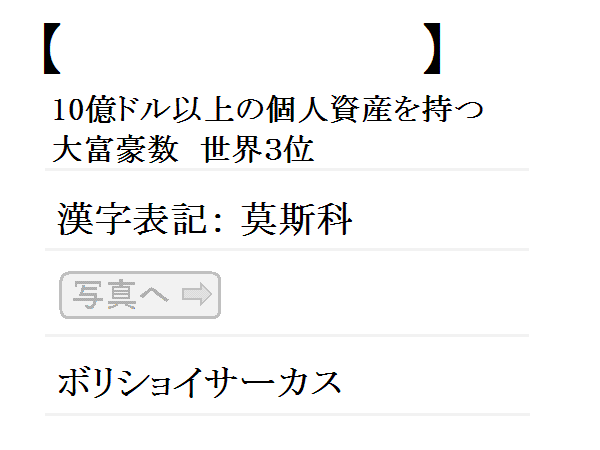 【　　　　　　　　　】
10億ドル以上の個人資産を持つ
大富豪数　世界3位
漢字表記：莫斯科
写真へ ⇨
ボリショイサーカス